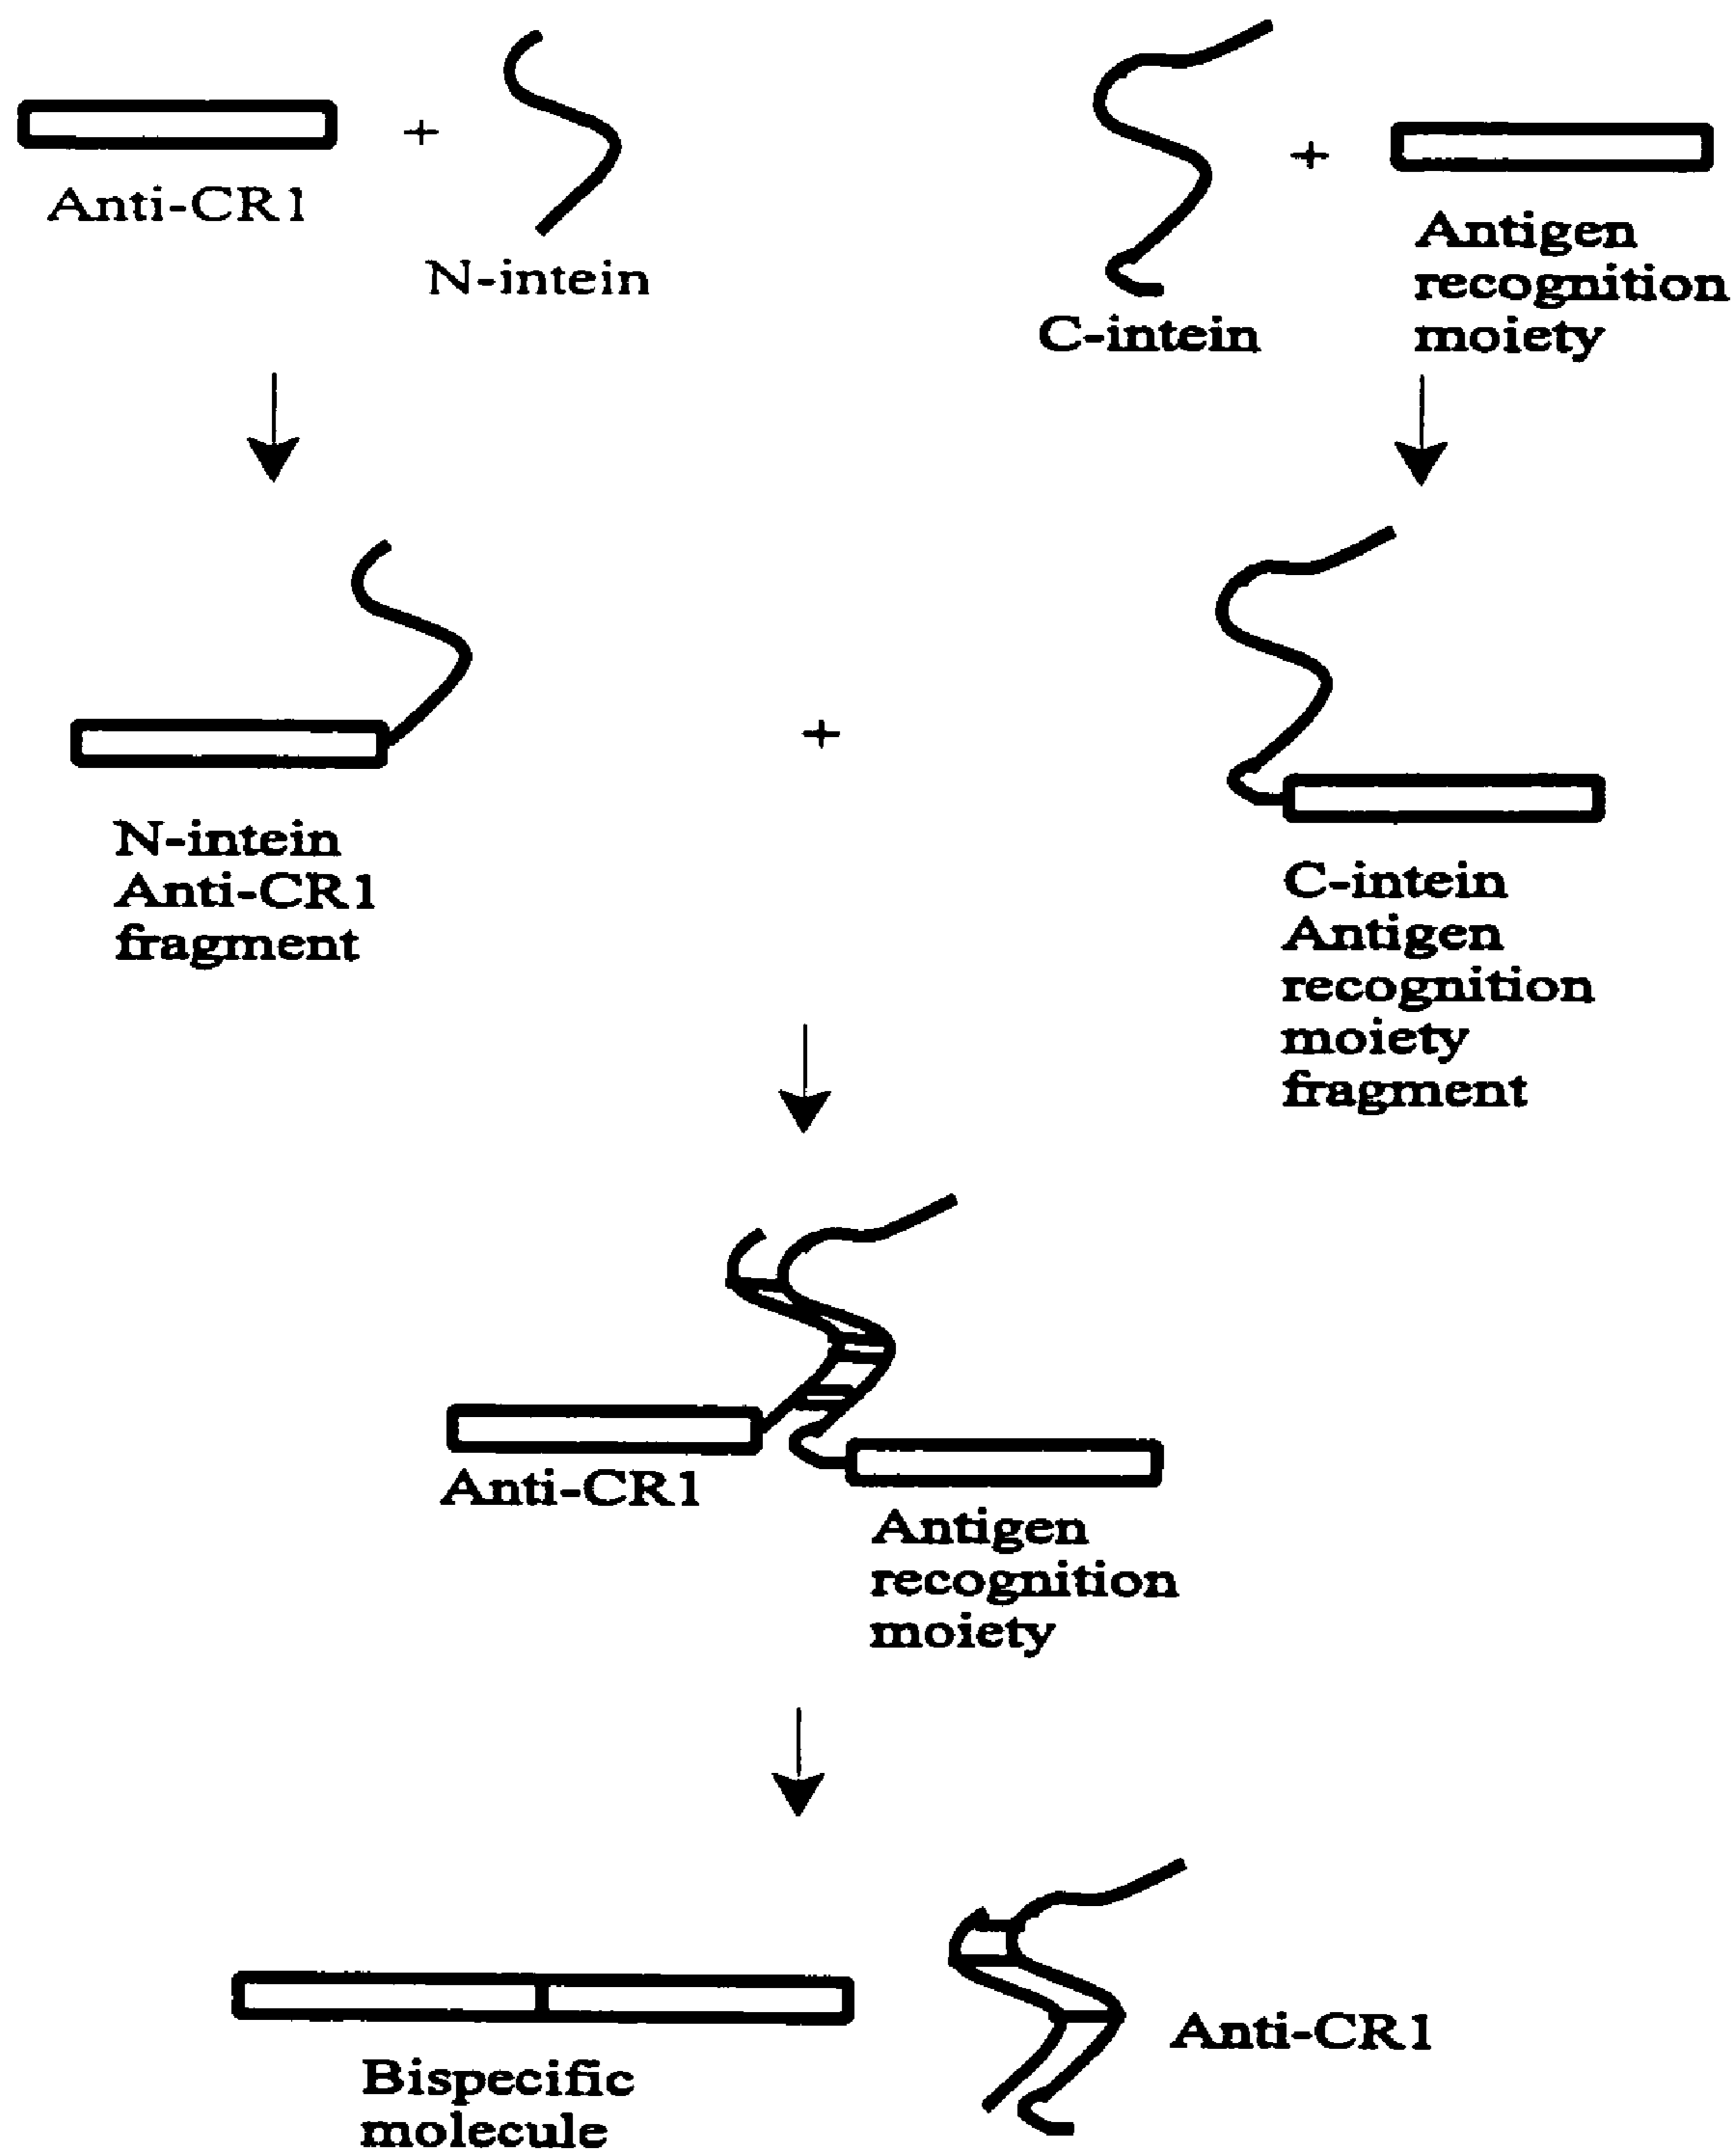 +
Anti-CR1
N-intein
+
C-intein
Antigen
recognition
moiety
+
N-intein
Anti-CR1
fragment
C-intein
Antigen
recognition
moiety
fragment
Anti-CR1
Antigen
recognition
moiety
Anti-CR1
Bispecific
molecule